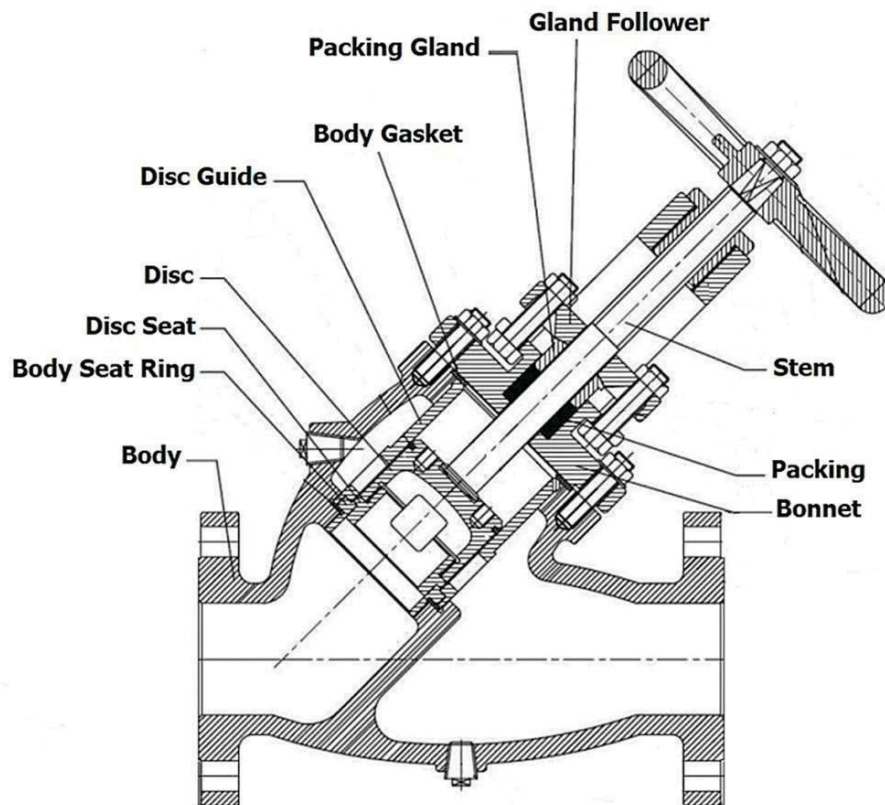 Gland Follower
Packing Gland
Body Gasket
Disc Guide
Disc
Disc Seat
Body Seat Ring
Stem
Body
Packing
Bonnet